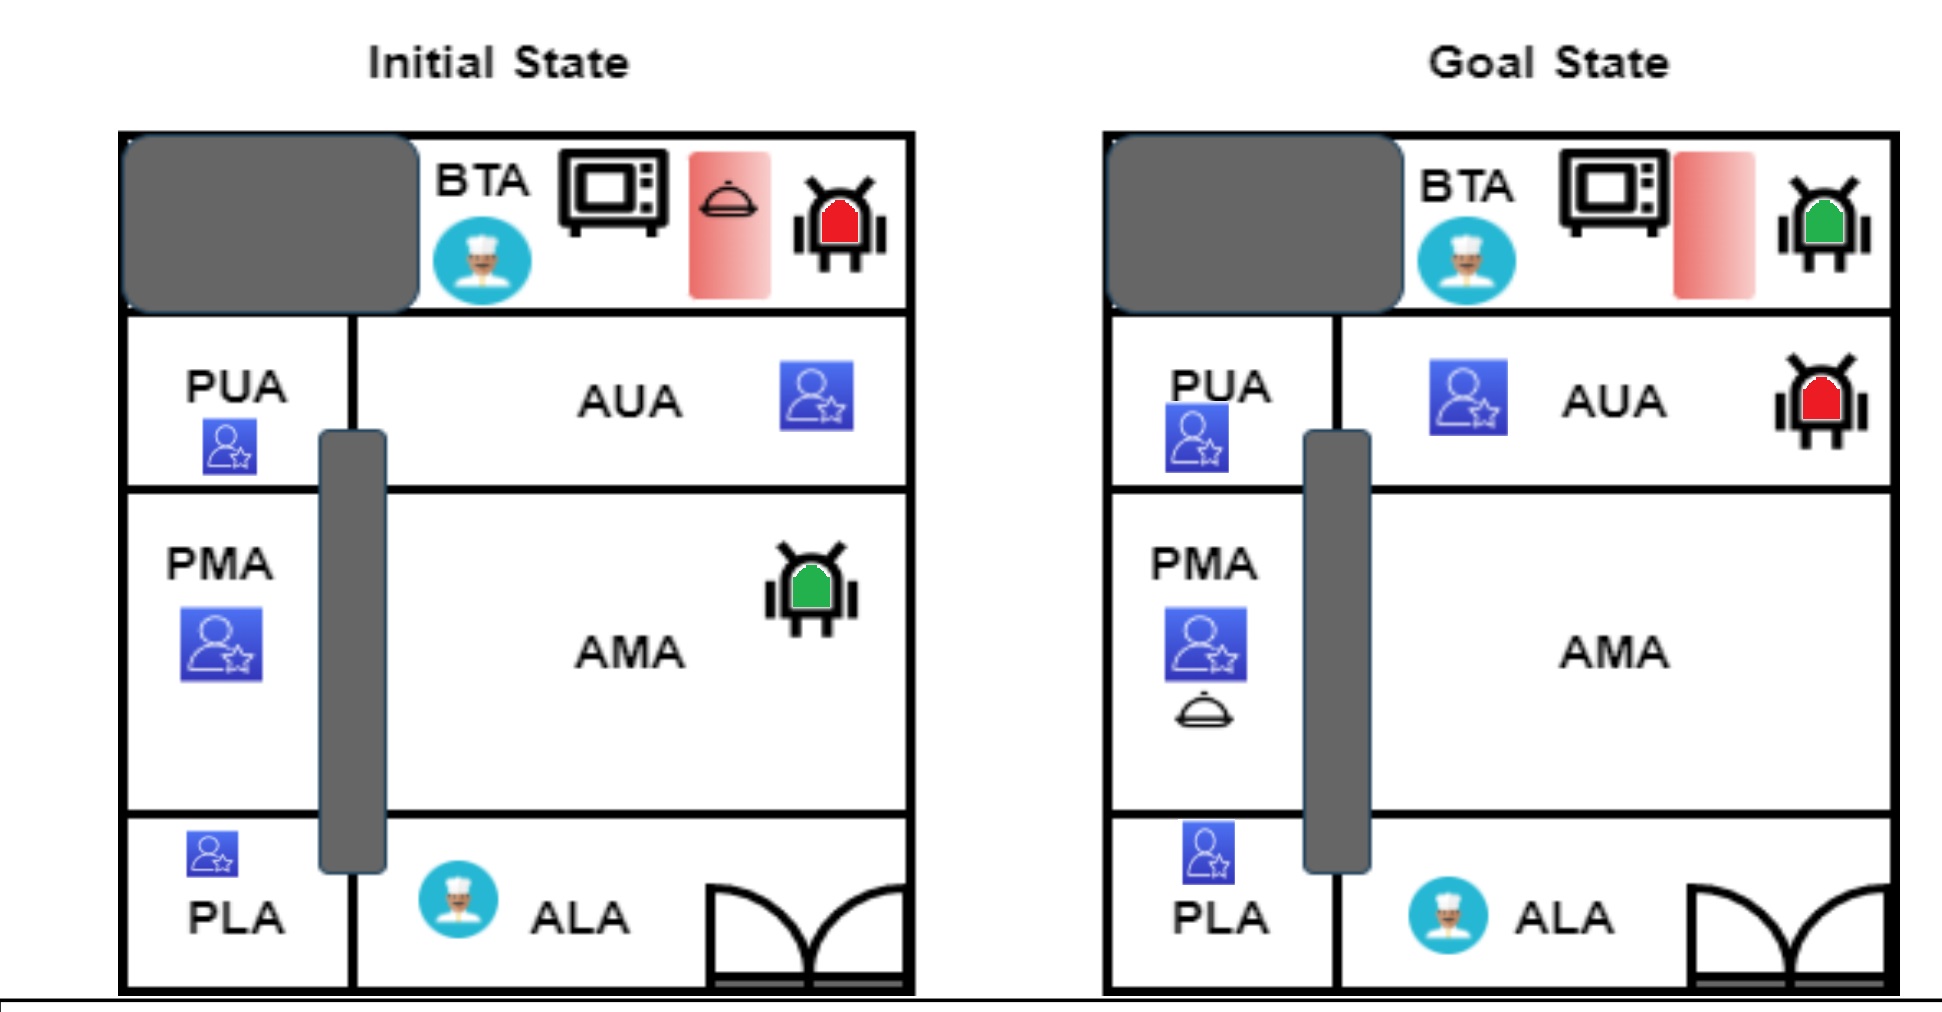 Initial State
BTA
PUA
AUA
PMA
AMA
PLA
ALA
Goal State
BTA
PUA
AUA
PMA
AMA
PLA
ALA